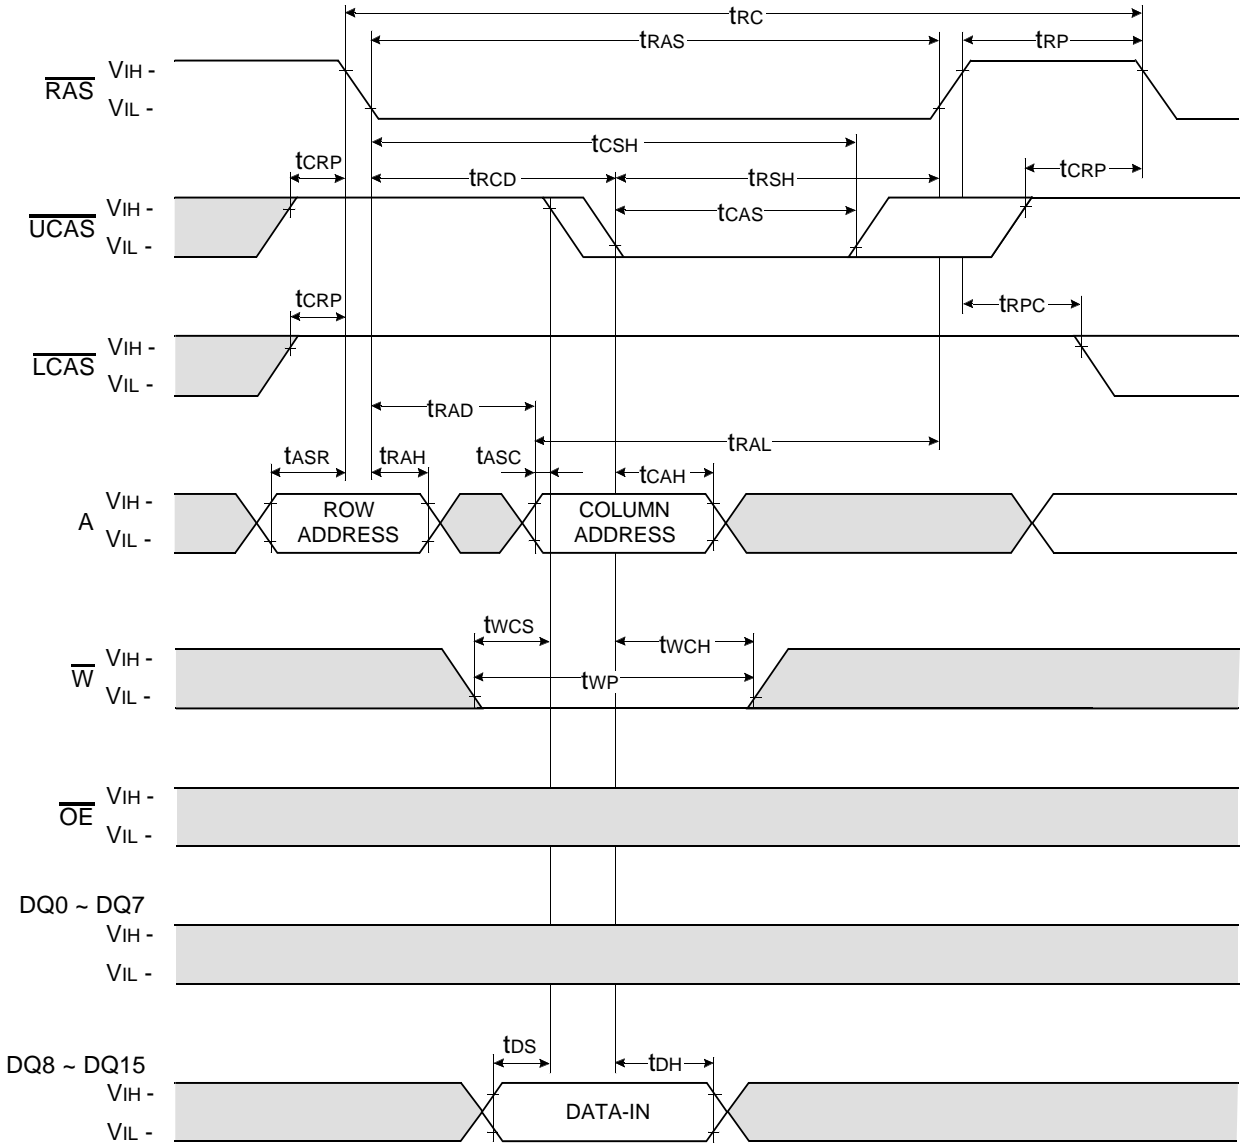 tRC
tRAS
tRP
RAS
VIH -
VIL -
tCSH
tCRP
tRCD
tRSH
tCRP
UCAS
VIH -
VIL -
tCAS
tCRP
tRPC
LCAS
VIH -
VIL -
tRAD
tRAL
tASR
tRAH
tASC
tCAH
A
VIH -
VIL -
ROW
ADDRESS
COLUMN
ADDRESS
tWCS
tWCH
W
VIH -
VIL -
tWP
OE
VIH -
VIL -
DQ0 ~ DQ7
VIH -
VIL -
tDS
tDH
DQ8 ~ DQ15
VIH -
VIL -
DATA-IN